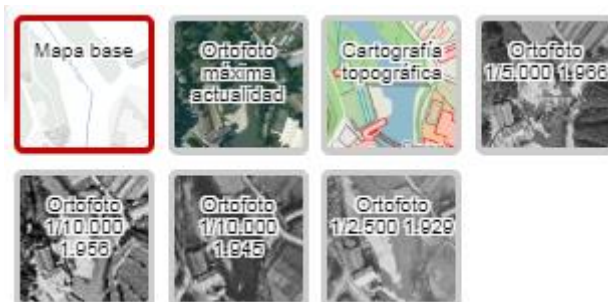 Mapa base
Ortofoto
máxima
actualidad
Cartografía
topográfica
Ortofoto
1/5.000 1.966
Ortofoto
1/10.000
1.956
Ortofoto
1/10.000
1.945
Ortofoto
1/2.500 1.929